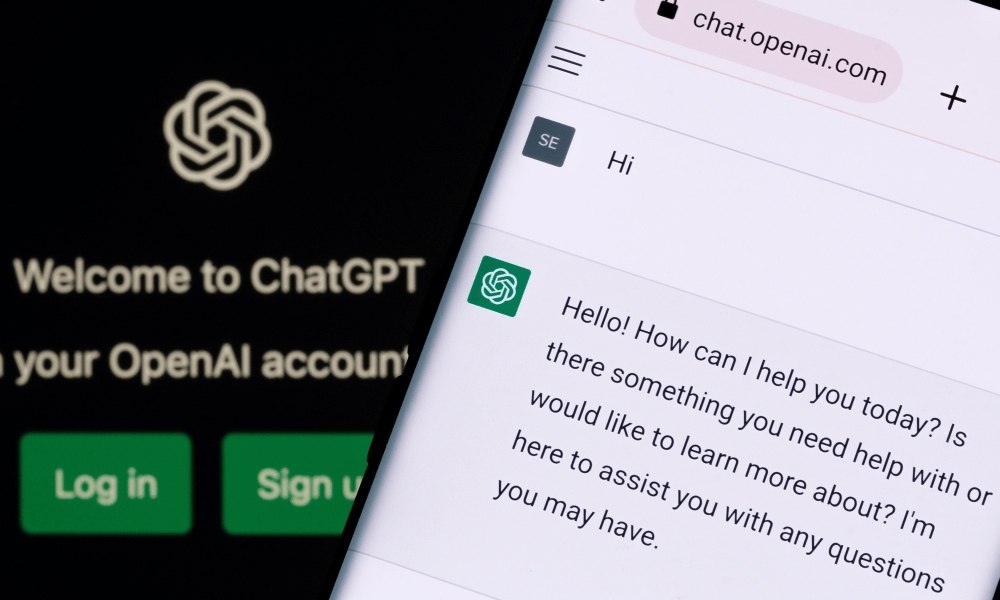 Welcome to ChatGPT
your OpenAI account
Log in
Sign u
chat.openai.com
SE
Hi
Hello! How can I help you today? Is
there something you need help with or
would like to learn more about? I'm
here to assist you with any questions
you may have.